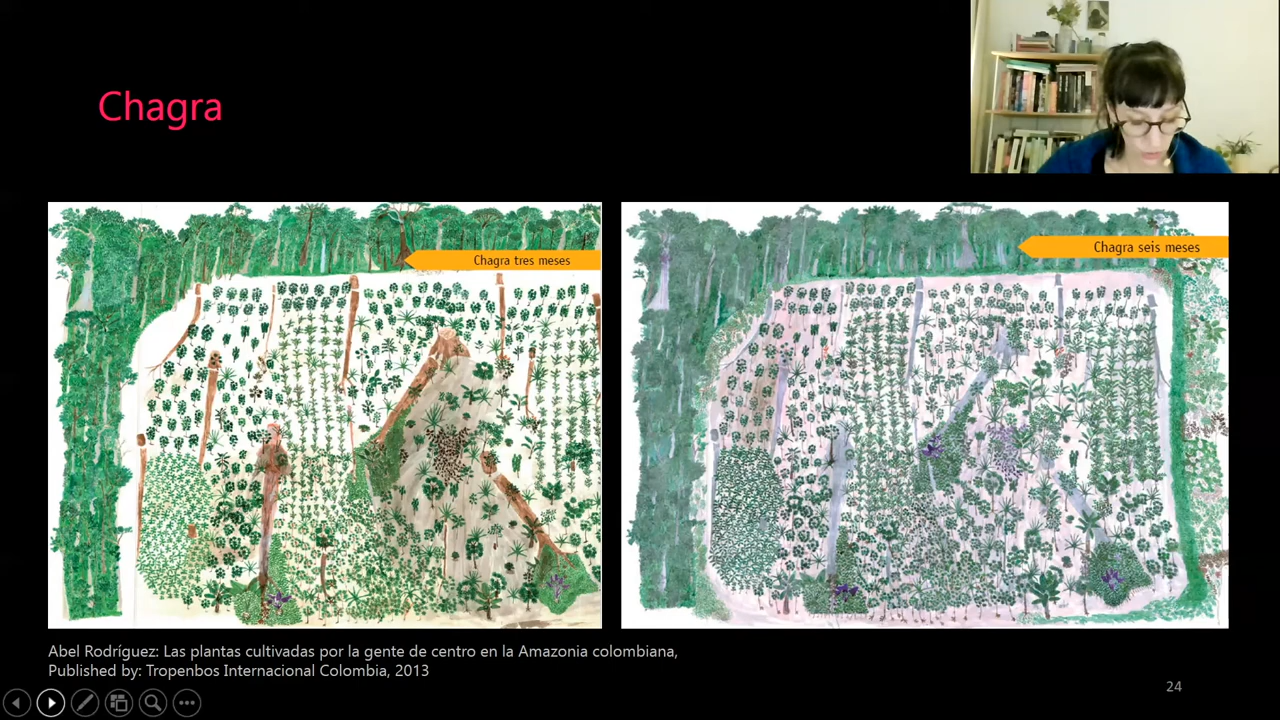 Chagra
Chagra tres meses
Chagra seis meses
Abel Rodríguez: Las plantas cultivadas por la gente de centro en la Amazonia colombiana,
Published by: Tropenbos Internacional Colombia, 2013
24